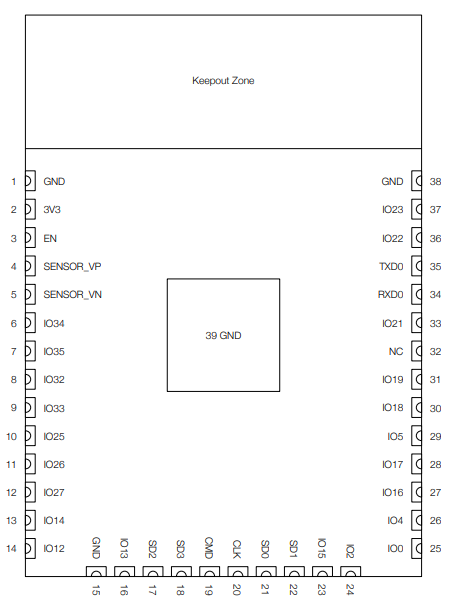 Keepout Zone
1 GND GND 38
2 3V3 IO23 37
3 EN IO22 36
4 SENSOR_VP TXD0 35
5 SENSOR_VN RXD0 34
6 IO34 IO21 33
39 GND
7 IO35 NC 32
8 IO32 IO19 31
9 IO33 IO18 30
10 IO25 IO5 29
11 IO26 IO17 28
12 IO27 IO16 27
13 IO14 IO4 26
14 IO12 IO0 25
GND IO13 SD2 SD3 CMD CLK SD0 SD1 IO15 IO2
15 16 17 18 19 20 21 22 23 24